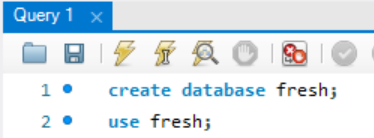 Query 1
1 create database fresh;
2 use fresh;